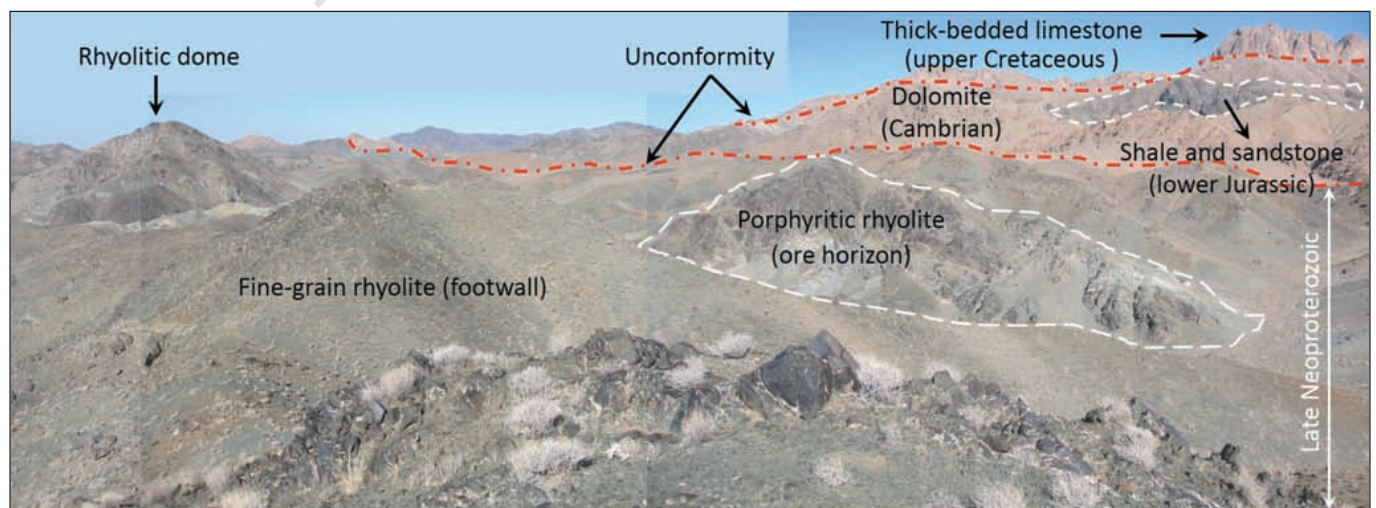 Thick-bedded limestone
(upper Cretaceous )
Rhyolitic dome
Unconformity
Dolomite
(Cambrian)
Shale and sandstone
(lower Jurassic)
Porphyritic rhyolite
(ore horizon)
Fine-grain rhyolite (footwall)
Late Neoproterozoic